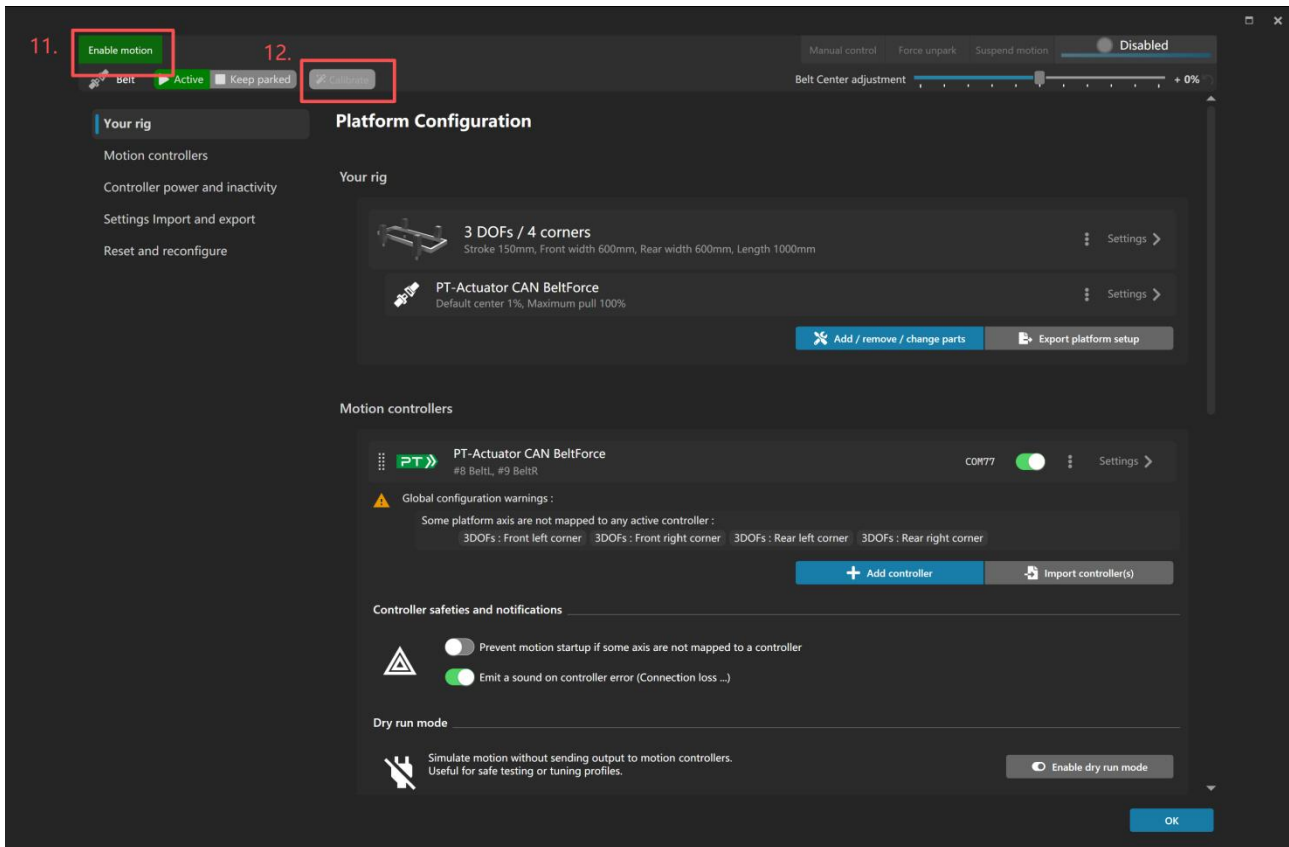 11.
Enable motion
12.
Manual control Force unpark Suspend motion Disabled
Belt Active Keep parked Calibrate
Belt Center adjustment + 0%
Your rig
Motion controllers
Controller power and inactivity
Settings Import and export
Reset and reconfigure
Platform Configuration
Your rig
3 DOFs / 4 corners
Stroke 150mm, Front width 600mm, Rear width 600mm, Length 1000mm
Settings
PT-Actuator CAN BeltForce
Default center 1%, Maximum pull 100%
Settings
Add / remove / change parts
Export platform setup
Motion controllers
PT
PT-Actuator CAN BeltForce
#8 BeltL, #9 BeltR
COM77
Settings
Global configuration warnings :
Some platform axis are not mapped to any active controller :
3DOFs : Front left corner 3DOFs : Front right corner 3DOFs : Rear left corner 3DOFs : Rear right corner
Add controller
Import controller(s)
Controller safeties and notifications
Prevent motion startup if some axis are not mapped to a controller
Emit a sound on controller error (Connection loss ...)
Dry run mode
Simulate motion without sending output to motion controllers.
Useful for safe testing or tuning profiles.
Enable dry run mode
OK